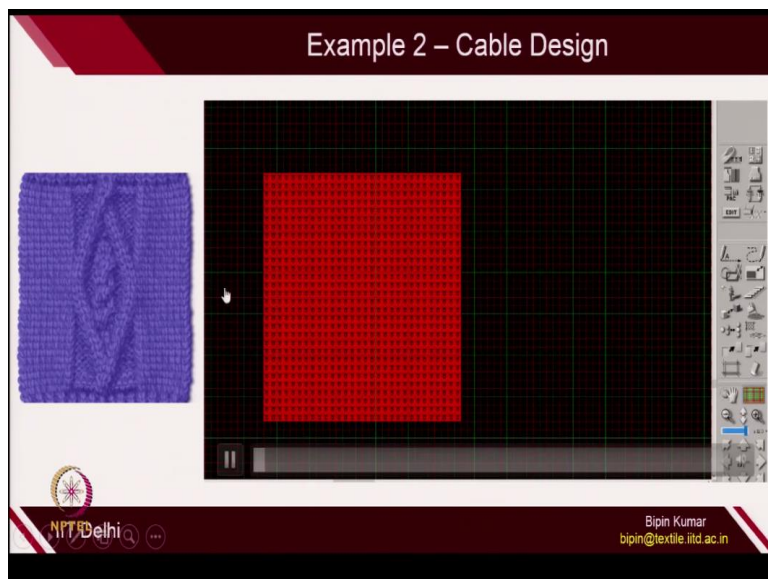 Example 2 – Cable Design
NPTEL
IIT Delhi
Bipin Kumar
bipin@textile.iitd.ac.in